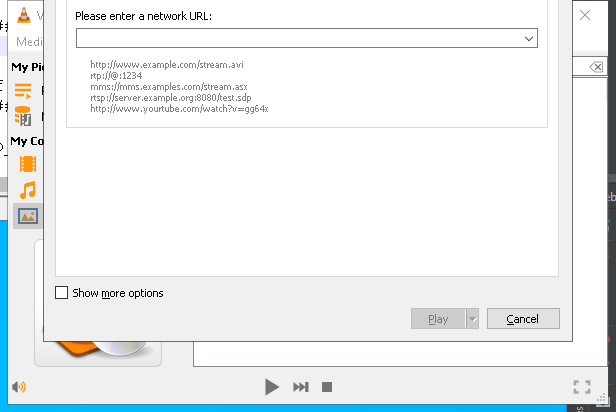 Please enter a network URL:
Medi
My Pi
http://www.example.com/stream.avi
rtp://@:1234
mms://mms.examples.com/stream.asx
rtsp://server.example.org:8080/test.sdp
http://www.yourtube.com/watch?v=gg64x
My Co
Show more options
Play
Cancel